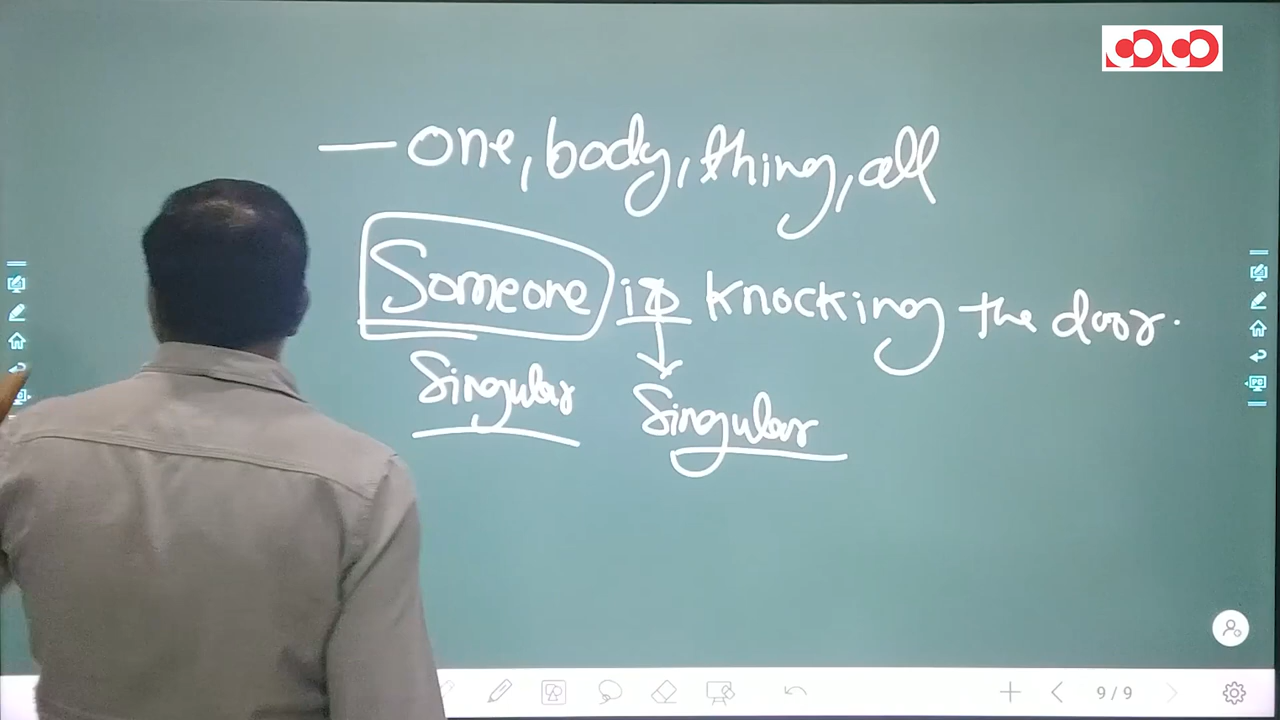 — one, body, thing, all
Someone is knocking the door.
Singular Singular
9/9